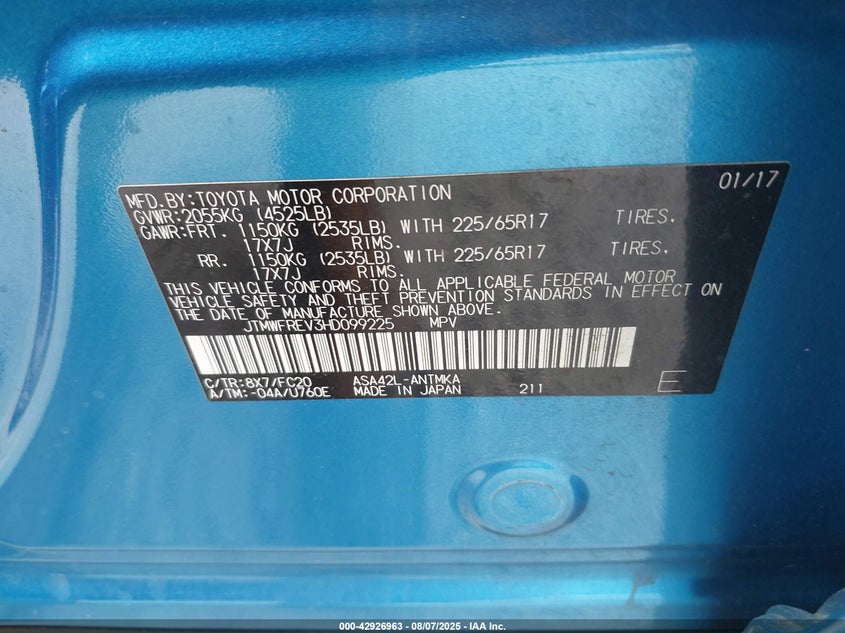 MFD.BY:TOYOTA MOTOR CORPORATION 01/17
GVWR:2055KG (4525LB)
GAWR:FRT. 1150KG (2535LB) WITH 225/65R17 TIRES.
17X7J RIMS.
RR. 1150KG (2535LB) WITH 225/65R17 TIRES.
17X7J RIMS.
THIS VEHICLE CONFORMS TO ALL APPLICABLE FEDERAL MOTOR
VEHICLE SAFETY AND THEFT PREVENTION STANDARDS IN EFFECT ON
THE DATE OF MANUFACTURE SHOWN ABOVE.
JTMWFREV3HD099225 MPV
C/TR:8X7/FC20 ASA42L-ANTMKA
A/TM:-04A/U760E MADE IN JAPAN 211 E
000-42926963 - 08/07/2025 - IAA Inc.